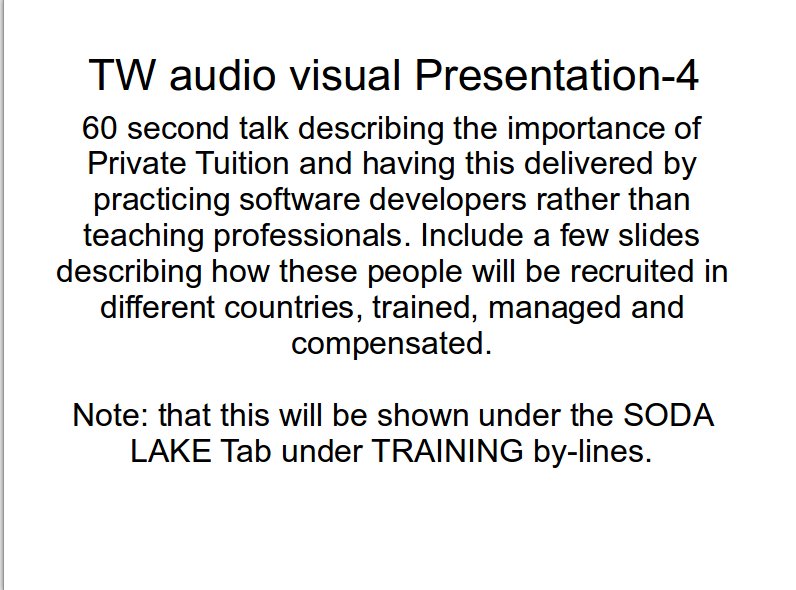 TW audio visual Presentation-4
60 second talk describing the importance of
Private Tuition and having this delivered by
practicing software developers rather than
teaching professionals. Include a few slides
describing how these people will be recruited in
different countries, trained, managed and
compensated.
Note: that this will be shown under the SODA
LAKE Tab under TRAINING by-lines.